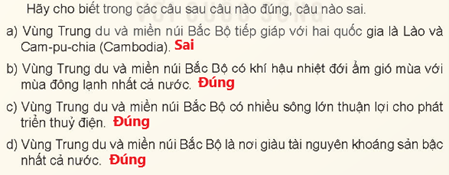 Hãy cho biết trong các câu sau câu nào đúng, câu nào sai.
a) Vùng Trung du và miền núi Bắc Bộ tiếp giáp với hai quốc gia là Lào và
Cam-pu-chia (Cambodia). Sai
b) Vùng Trung du và miền núi Bắc Bộ có khí hậu nhiệt đới ẩm gió mùa với
mùa đông lạnh nhất cả nước. Đúng
c) Vùng Trung du và miền núi Bắc Bộ có nhiều sông lớn thuận lợi cho phát
triển thuỷ điện. Đúng
d) Vùng Trung du và miền núi Bắc Bộ là nơi giàu tài nguyên khoáng sản bậc
nhất cả nước. Đúng